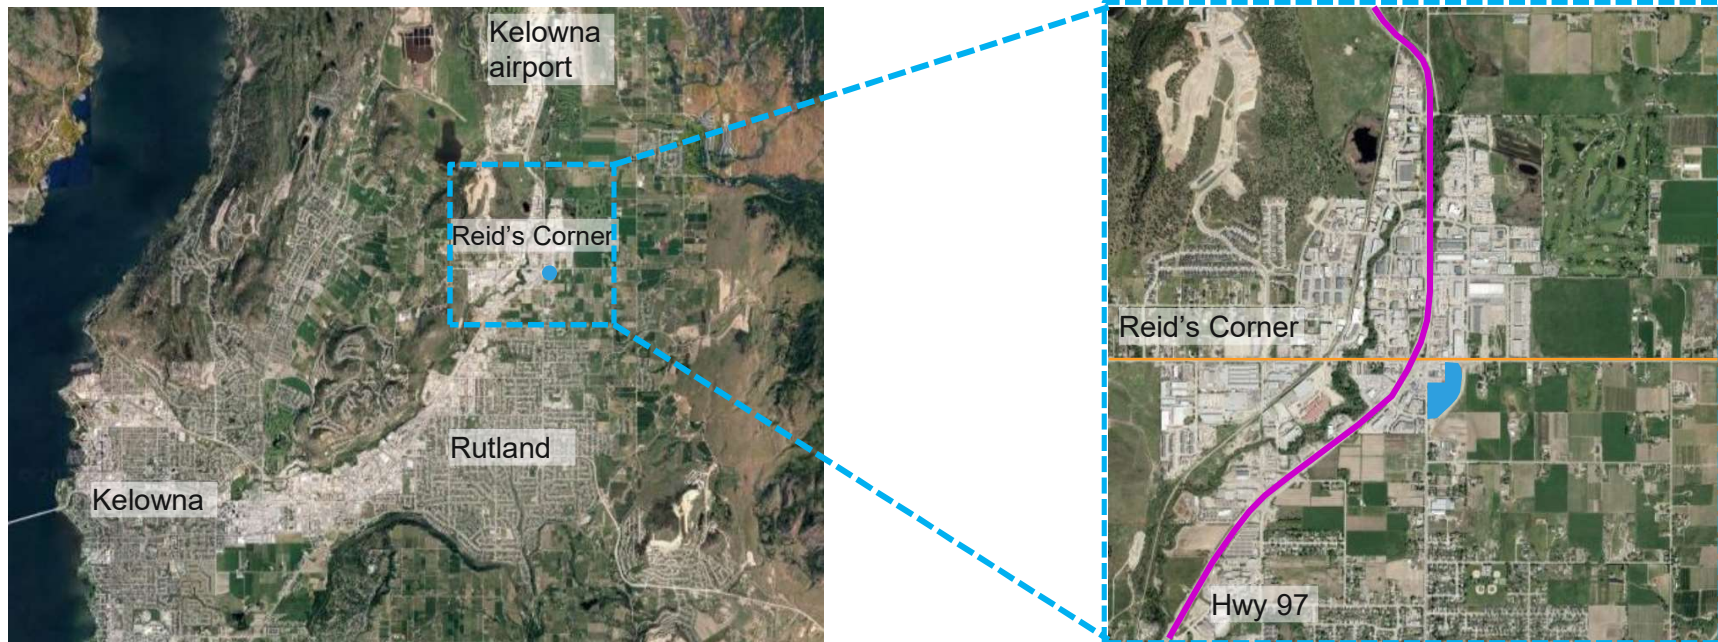 Kelowna
airport
Reid's Corner
Rutland
Kelowna
Reid's Corner
Hwy 97